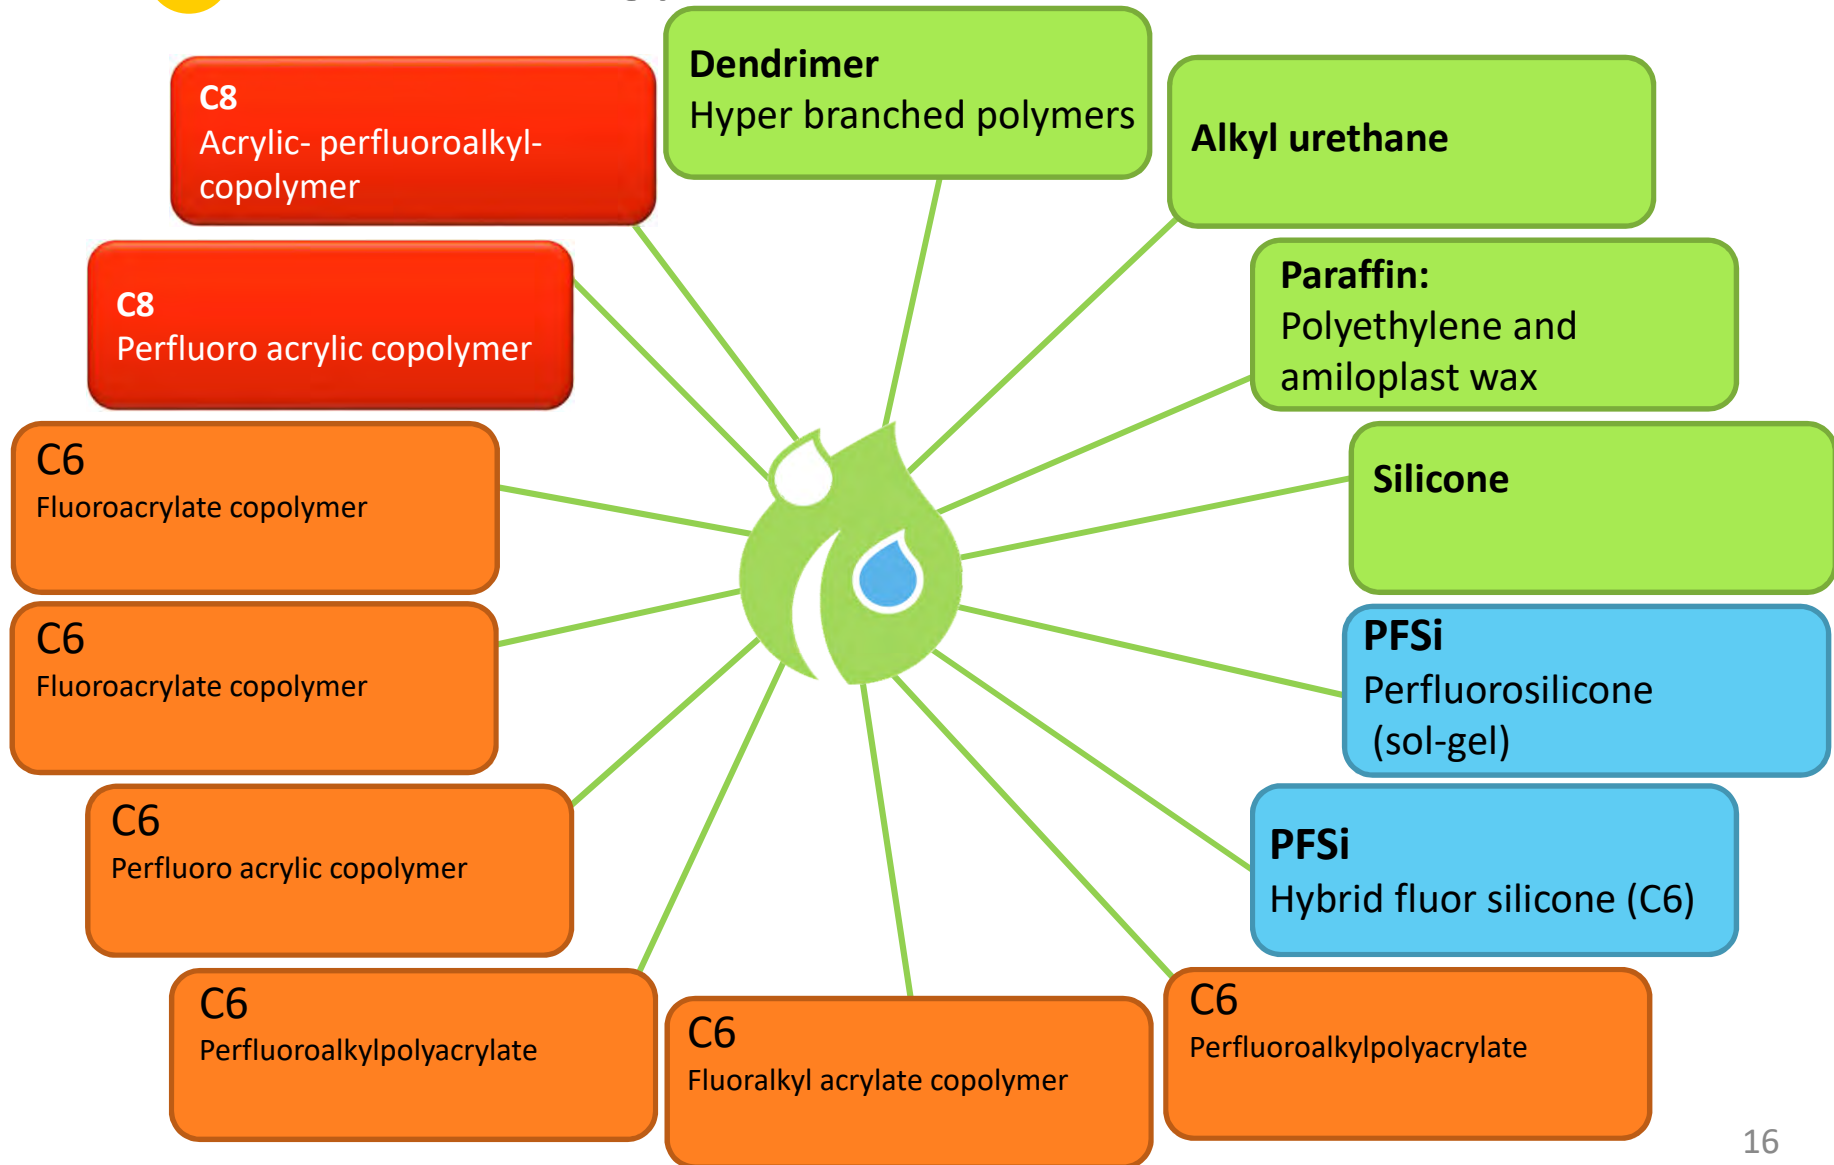 Dendrimer
Hyper branched polymers
C8
Acrylic- perfluoroalkyl-
copolymer
Alkyl urethane
C8
Perfluoro acrylic copolymer
Paraffin:
Polyethylene and
amiloplast wax
C6
Fluoroacrylate copolymer
Silicone
C6
Fluoroacrylate copolymer
PFSi
Perfluorosilicone
(sol-gel)
C6
Perfluoro acrylic copolymer
PFSi
Hybrid fluor silicone (C6)
C6
Perfluoroalkylpolyacrylate
C6
Fluoralkyl acrylate copolymer
C6
Perfluoroalkylpolyacrylate
16